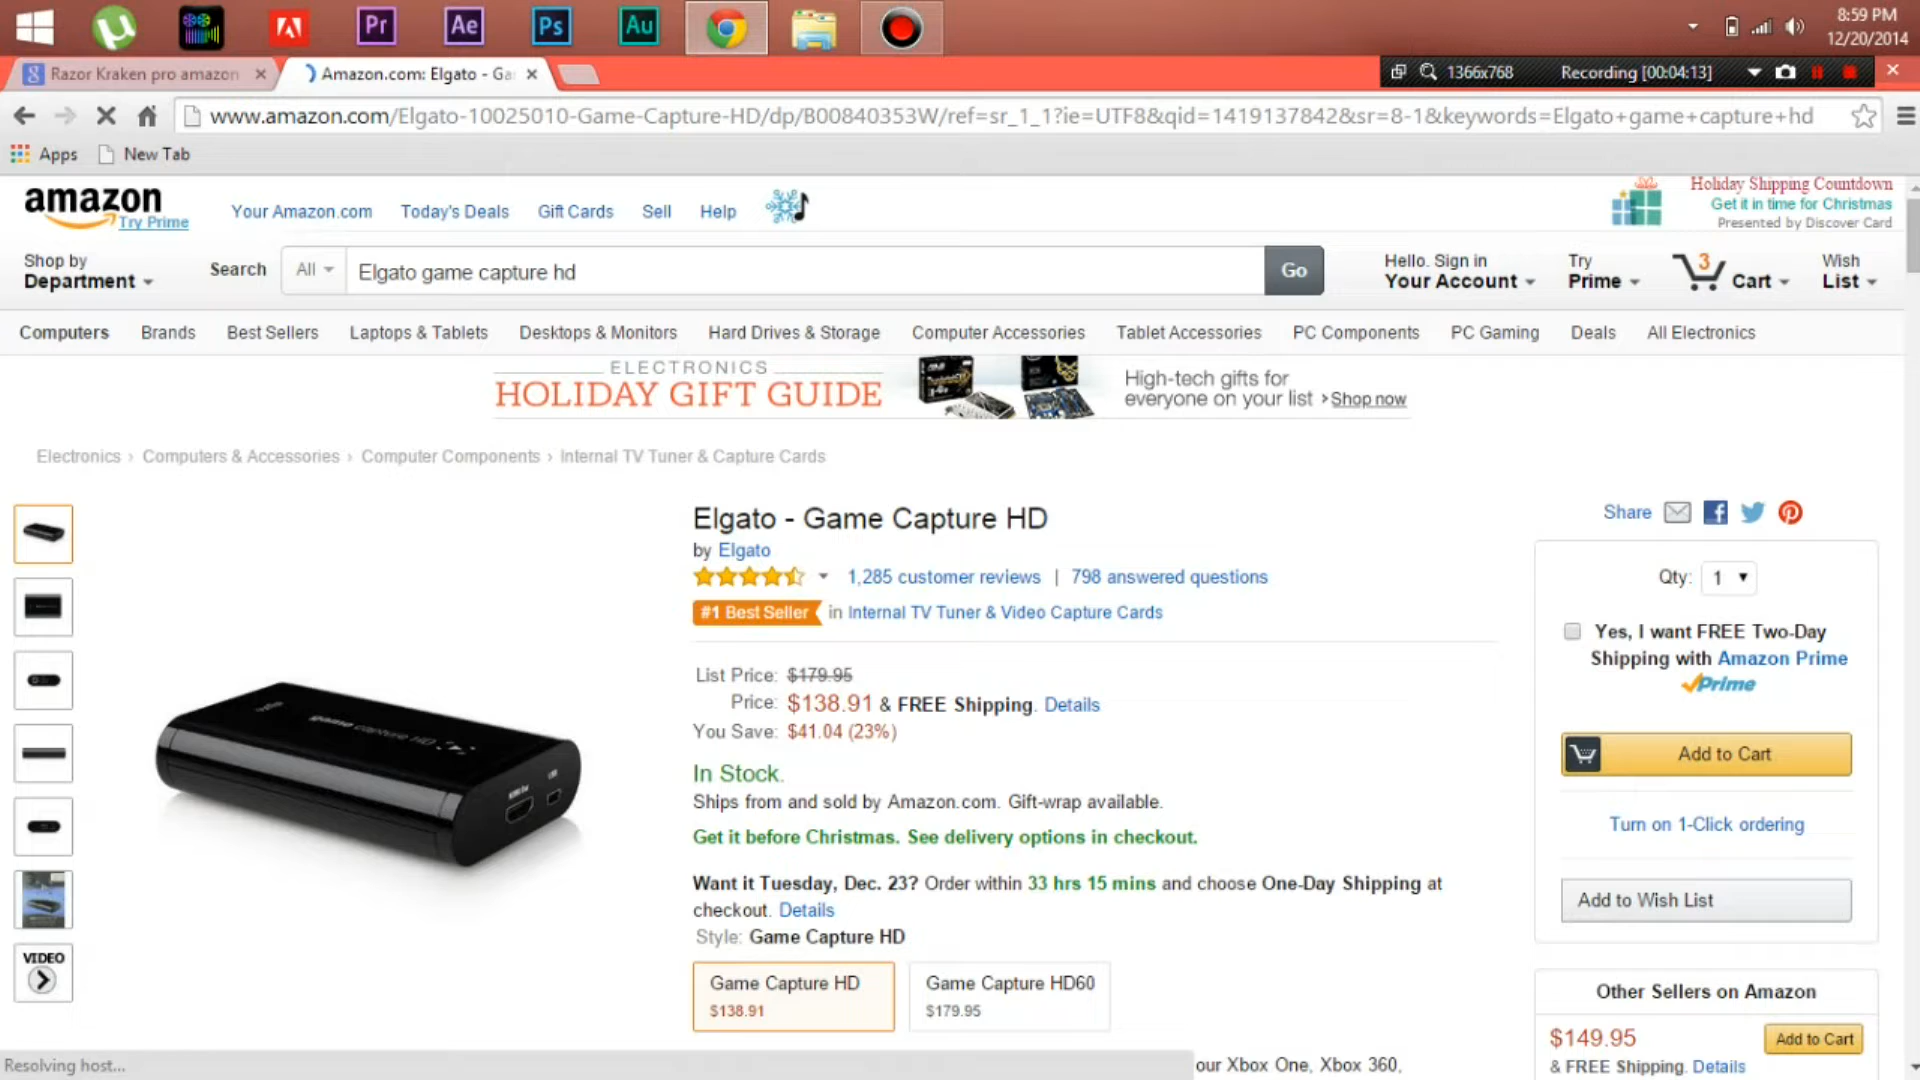 Pr Ae Ps Au
8:59 PM
12/20/2014
Razor Kraken pro amazon
Amazon.com: Elgato - Ga
1366x768 Recording [00:04:13]
www.amazon.com/Elgato-10025010-Game-Capture-HD/dp/B00840353W/ref=sr_1_1?ie=UTF8&qid=1419137842&sr=8-1&keywords=Elgato+game+capture+hd
Apps New Tab
amazon
Try Prime
Your Amazon.com Today's Deals Gift Cards Sell Help
Holiday Shipping Countdown
Get it in time for Christmas
Presented by Discover Card
Shop by
Department
Search All Elgato game capture hd Go
Hello. Sign in
Your Account
Try
Prime
3
Cart
Wish
List
Computers Brands Best Sellers Laptops & Tablets Desktops & Monitors Hard Drives & Storage Computer Accessories Tablet Accessories PC Components PC Gaming Deals All Electronics
ELECTRONICS
HOLIDAY GIFT GUIDE
High-tech gifts for
everyone on your list › Shop now
Electronics › Computers & Accessories › Computer Components › Internal TV Tuner & Capture Cards
VIDEO
game capture HD
Elgato - Game Capture HD
by Elgato
1,285 customer reviews | 798 answered questions
#1 Best Seller in Internal TV Tuner & Video Capture Cards
List Price: $179.95
Price: $138.91 & FREE Shipping. Details
You Save: $41.04 (23%)
In Stock.
Ships from and sold by Amazon.com. Gift-wrap available.
Get it before Christmas. See delivery options in checkout.
Want it Tuesday, Dec. 23? Order within 33 hrs 15 mins and choose One-Day Shipping at
checkout. Details
Style: Game Capture HD
Game Capture HD
$138.91
Game Capture HD60
$179.95
our Xbox One, Xbox 360,
Share
Qty: 1
Yes, I want FREE Two-Day
Shipping with Amazon Prime
Prime
Add to Cart
Turn on 1-Click ordering
Add to Wish List
Other Sellers on Amazon
$149.95 Add to Cart
& FREE Shipping. Details
Resolving host...